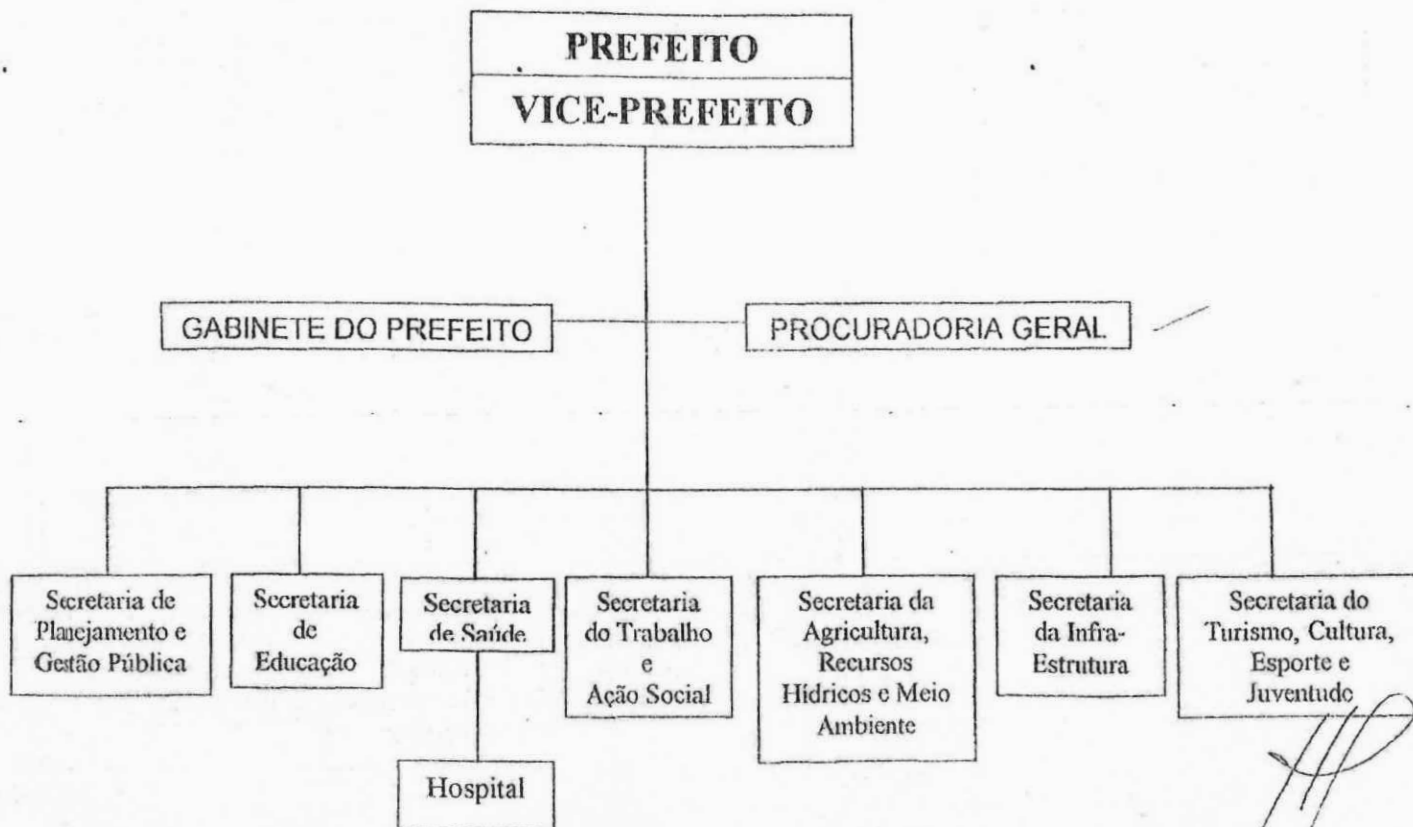 PREFEITO
VICE-PREFEITO
GABINETE DO PREFEITO
PROCURADORIA GERAL
Secretaria de
Planejamento e
Gestão Pública
Secretaria
de
Educação
Secretaria
de Saúde
Secretaria
do Trabalho
e
Ação Social
Secretaria da
Agricultura,
Recursos
Hídricos e Meio
Ambiente
Secretaria
da Infra-
Estrutura
Secretaria do
Turismo, Cultura,
Esporte e
Juventude
Hospital